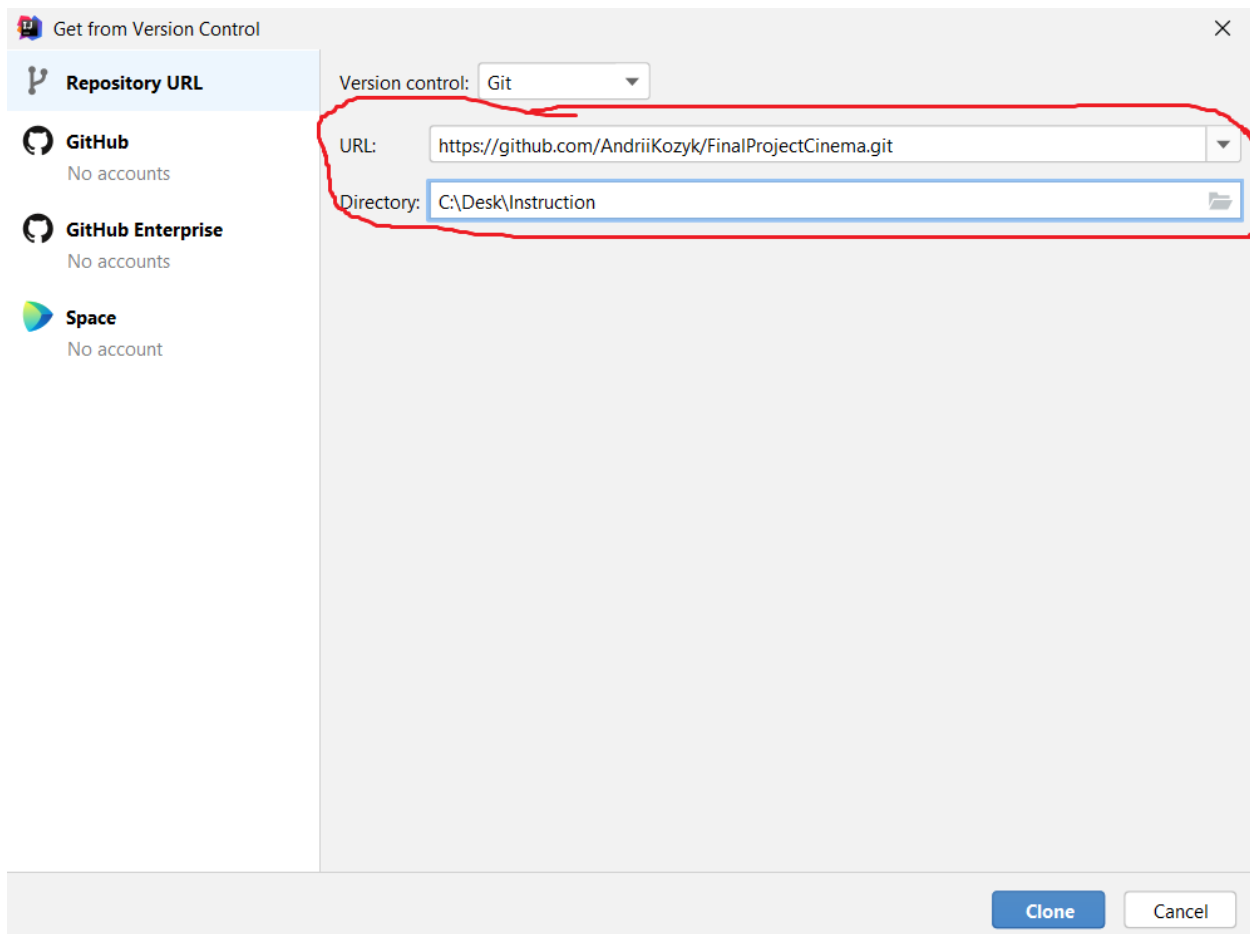 Get from Version Control
Repository URL
GitHub
No accounts
GitHub Enterprise
No accounts
Space
No account
Version control: Git
URL: https://github.com/AndriiKozyk/FinalProjectCinema.git
Directory: C:\Desk\Instruction
Clone Cancel